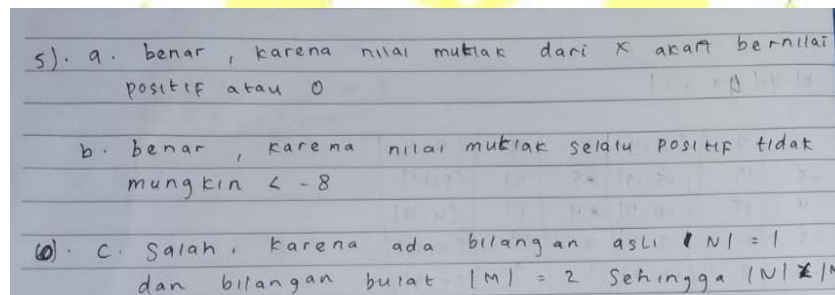 5). a. benar, karena nilai mutlak dari x akan bernilai
positif atau 0
b. benar, karena nilai mutlak selalu positif tidak
mungkin < -8
6). c. Salah, karena ada bilangan asli |N| = 1
dan bilangan bulat |M| = 2 sehingga |N|